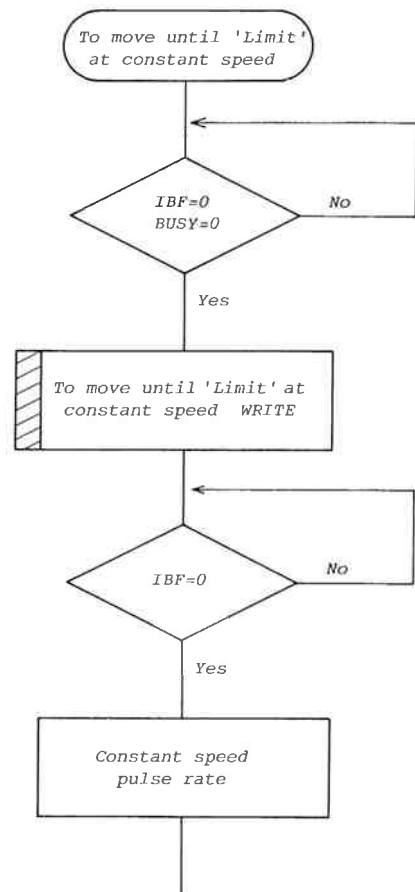 To move until 'Limit'
at constant speed
IBF=0
BUSY=0
No
Yes
To move until 'Limit' at
constant speed WRITE
IBF=0
No
Yes
Constant speed
pulse rate